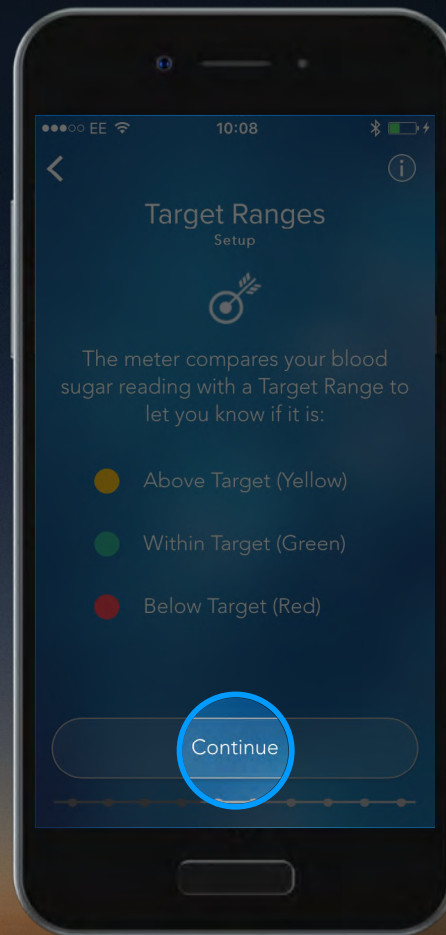 EE 10:08
Target Ranges
Setup
The meter compares your blood
sugar reading with a Target Range to
let you know if it is:
Above Target (Yellow)
Within Target (Green)
Below Target (Red)
Continue